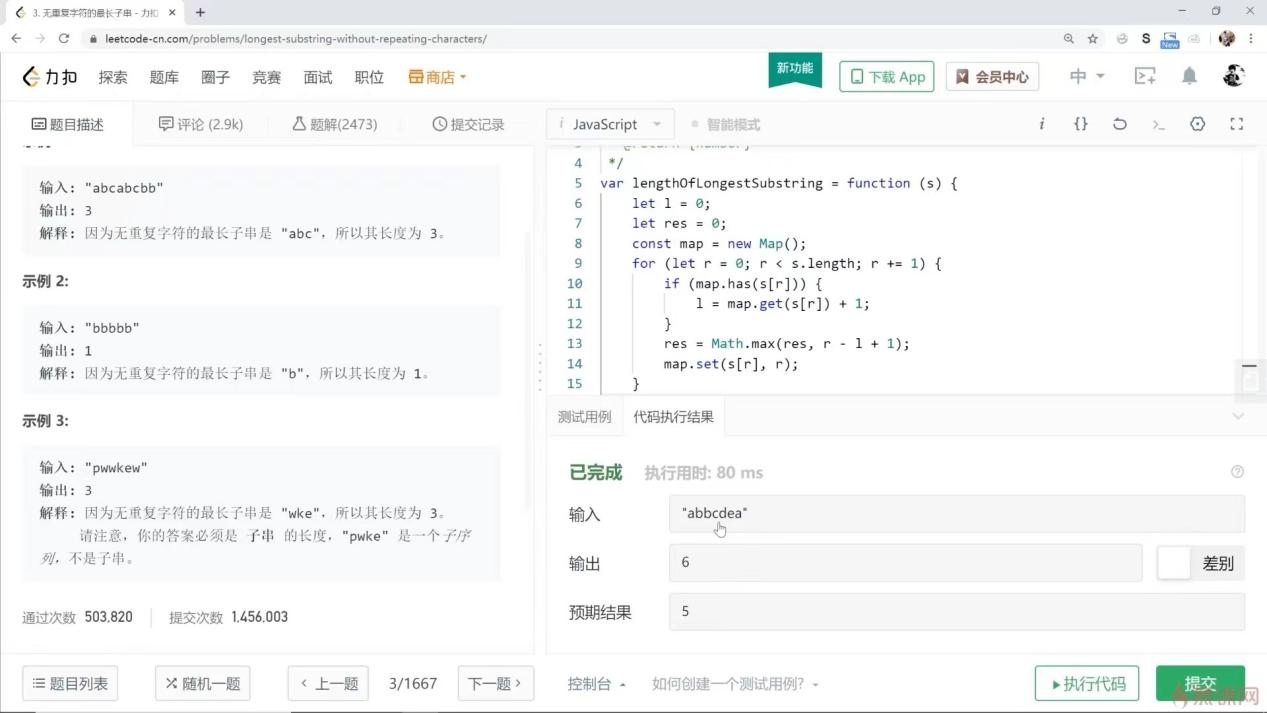 3. 无重复字符的最长子串 - 力扣
leetcode-cn.com/problems/longest-substring-without-repeating-characters/
S
New
力扣 探索 题库 圈子 竞赛 面试 职位 商店 新功能 下载 App 会员中心 中
题目描述 评论 (2.9k) 题解(2473) 提交记录
i JavaScript 智能模式 i {} >_
输入: "abcabcbb"
输出: 3
解释: 因为无重复字符的最长子串是 "abc"，所以其长度为 3。
示例 2:
输入: "bbbbb"
输出: 1
解释: 因为无重复字符的最长子串是 "b"，所以其长度为 1。
示例 3:
输入: "pwwkew"
输出: 3
解释: 因为无重复字符的最长子串是 "wke"，所以其长度为 3。
请注意，你的答案必须是 子串 的长度，"pwke" 是一个子序
列，不是子串。
通过次数 503,820 提交次数 1,456,003
4 */
5 var lengthOfLongestSubstring = function (s) {
6 let l = 0;
7 let res = 0;
8 const map = new Map();
9 for (let r = 0; r < s.length; r += 1) {
10 if (map.has(s[r])) {
11 l = map.get(s[r]) + 1;
12 }
13 res = Math.max(res, r - l + 1);
14 map.set(s[r], r);
15 }
测试用例 代码执行结果
已完成 执行用时: 80 ms
输入 "abbcdea"
输出 6 差别
预期结果 5
题目列表 随机一题 上一题 3/1667 下一题 控制台 如何创建一个测试用例? 执行代码 提交
慕课网